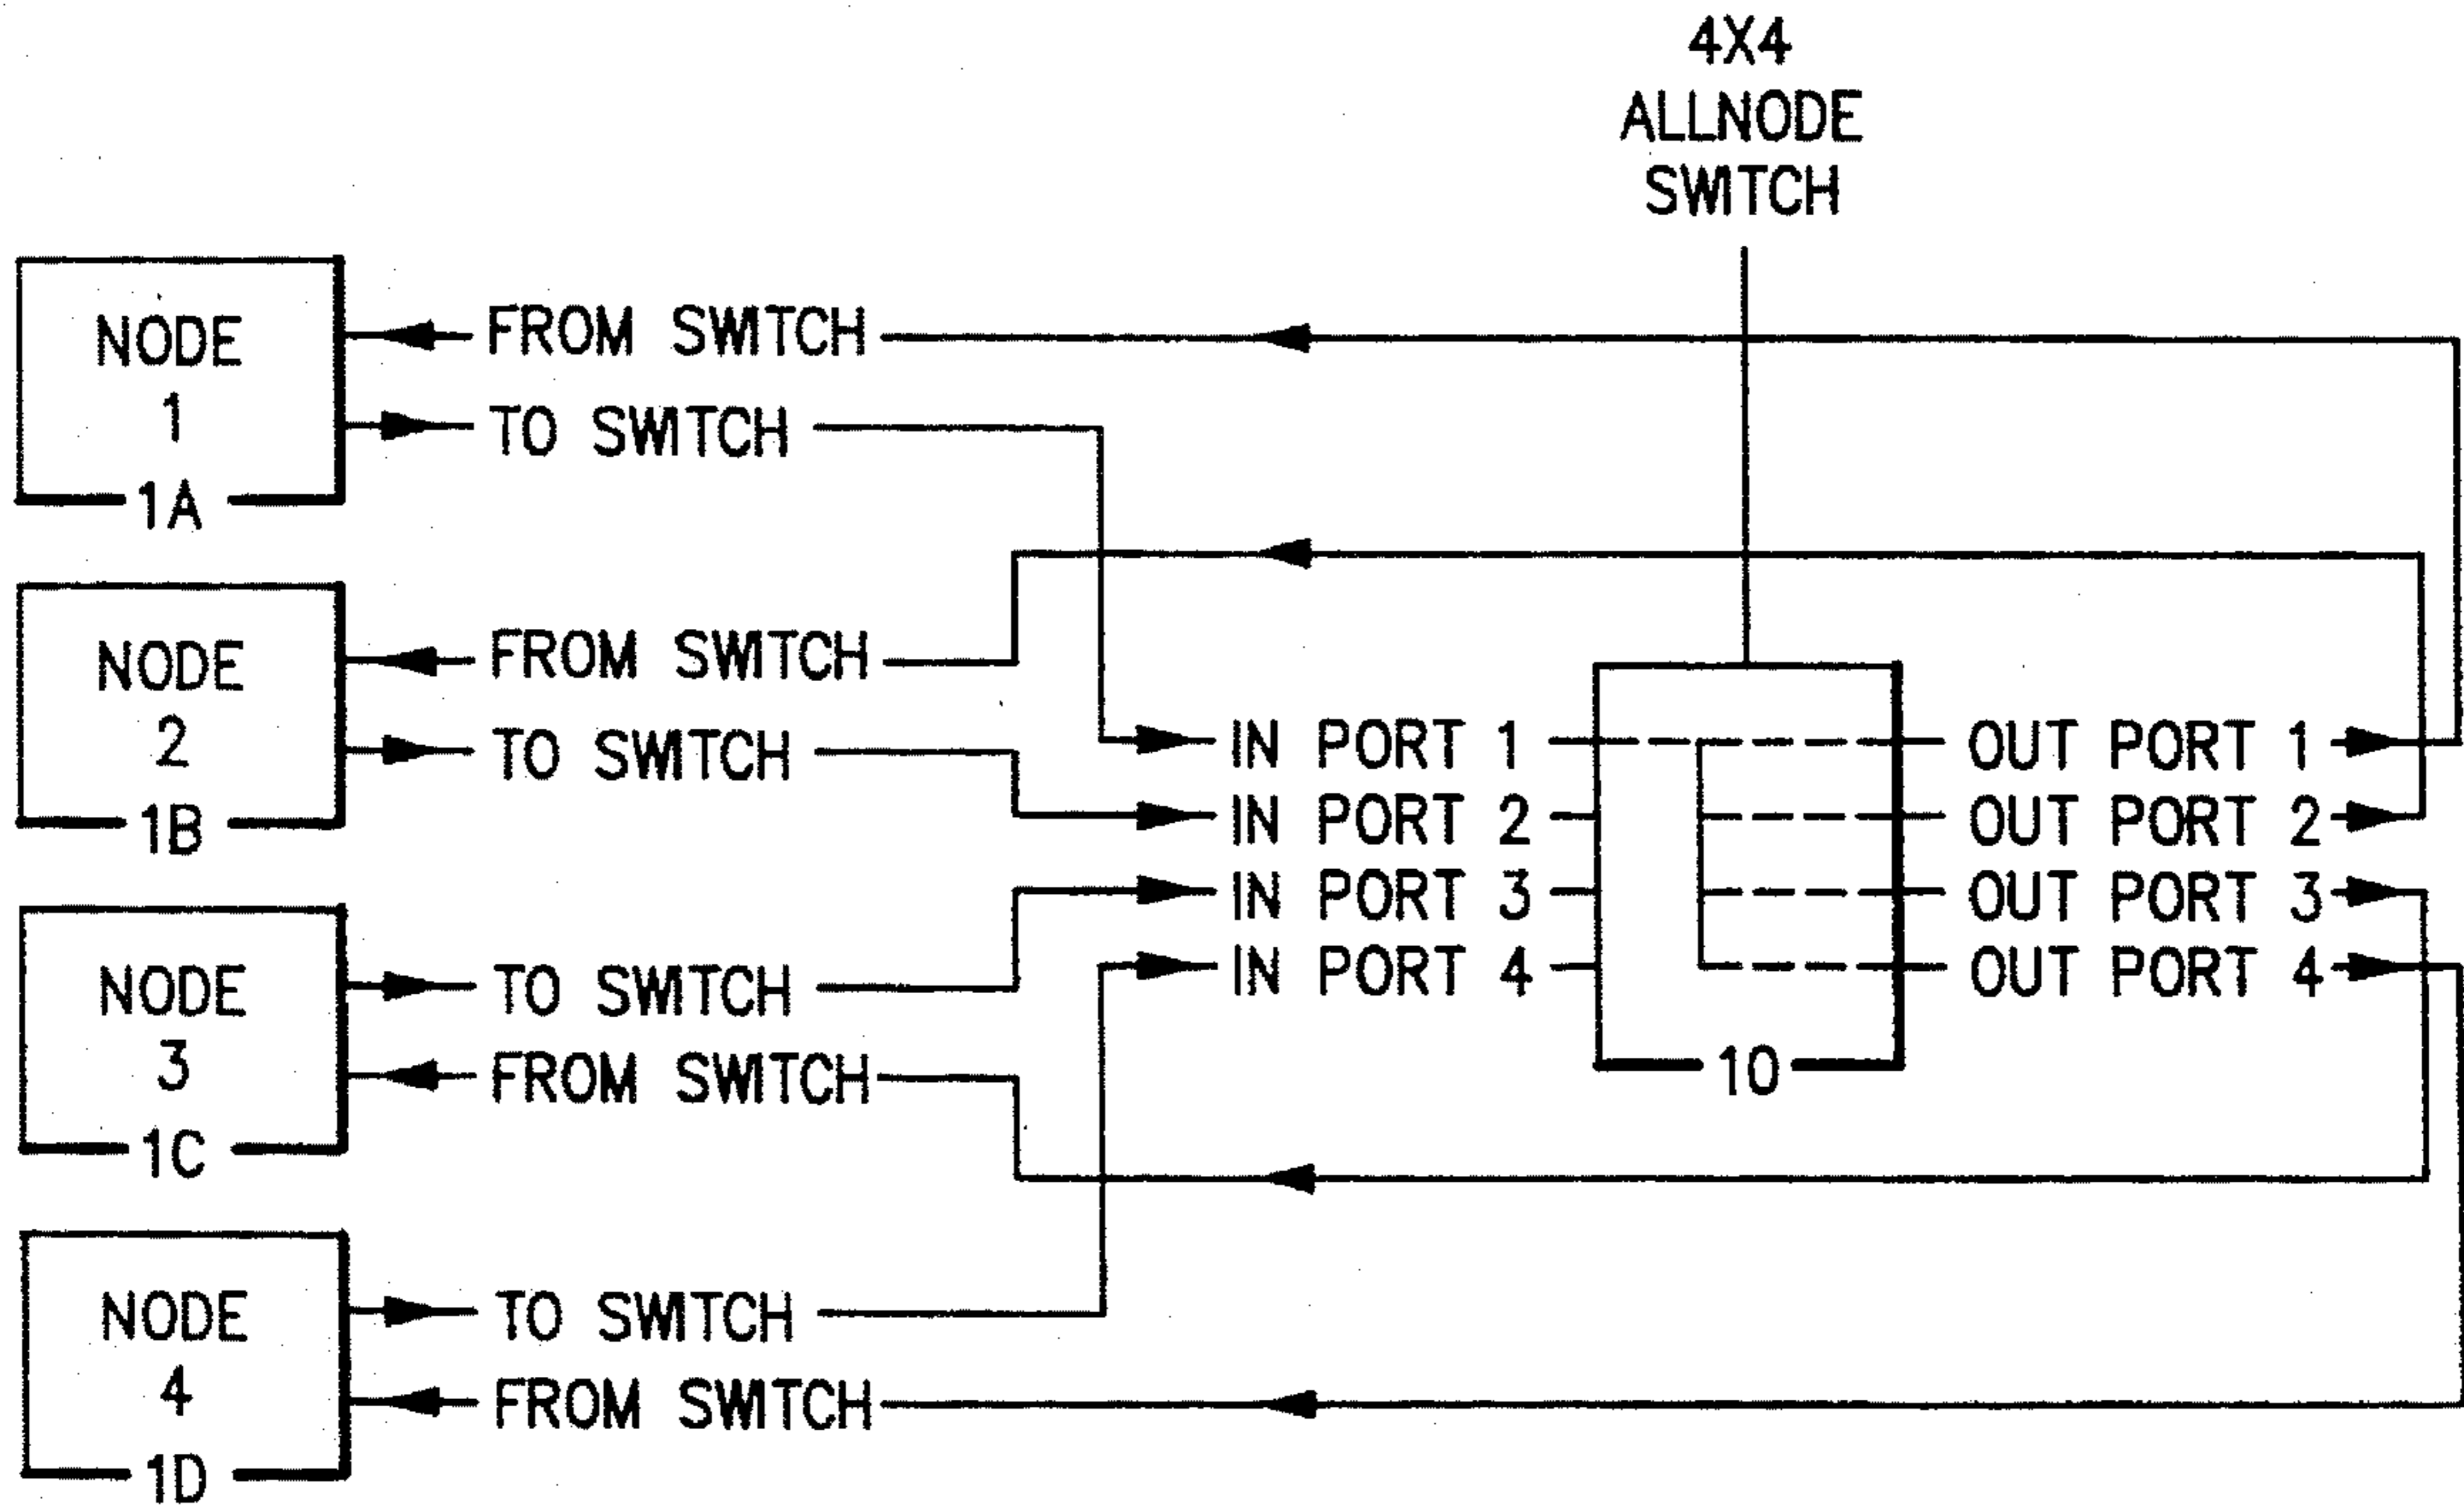 4X4
ALLNODE
SWITCH
NODE
1
1A
FROM SWITCH
TO SWITCH
NODE
2
1B
FROM SWITCH
TO SWITCH
IN PORT 1
OUT PORT 1
IN PORT 2
OUT PORT 2
IN PORT 3
OUT PORT 3
IN PORT 4
OUT PORT 4
10
NODE
3
1C
TO SWITCH
FROM SWITCH
NODE
4
1D
TO SWITCH
FROM SWITCH